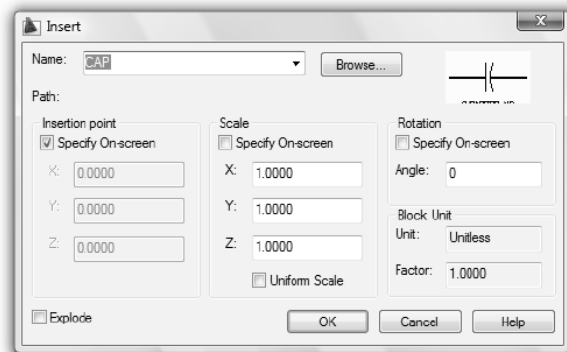 Insert
Name: CAP Browse...
Path:
Insertion point
Specify On-screen
X: 0.0000
Y: 0.0000
Z: 0.0000
Scale
Specify On-screen
X: 1.0000
Y: 1.0000
Z: 1.0000
Uniform Scale
Rotation
Specify On-screen
Angle: 0
Block Unit
Unit: Unitless
Factor: 1.0000
Explode
OK Cancel Help